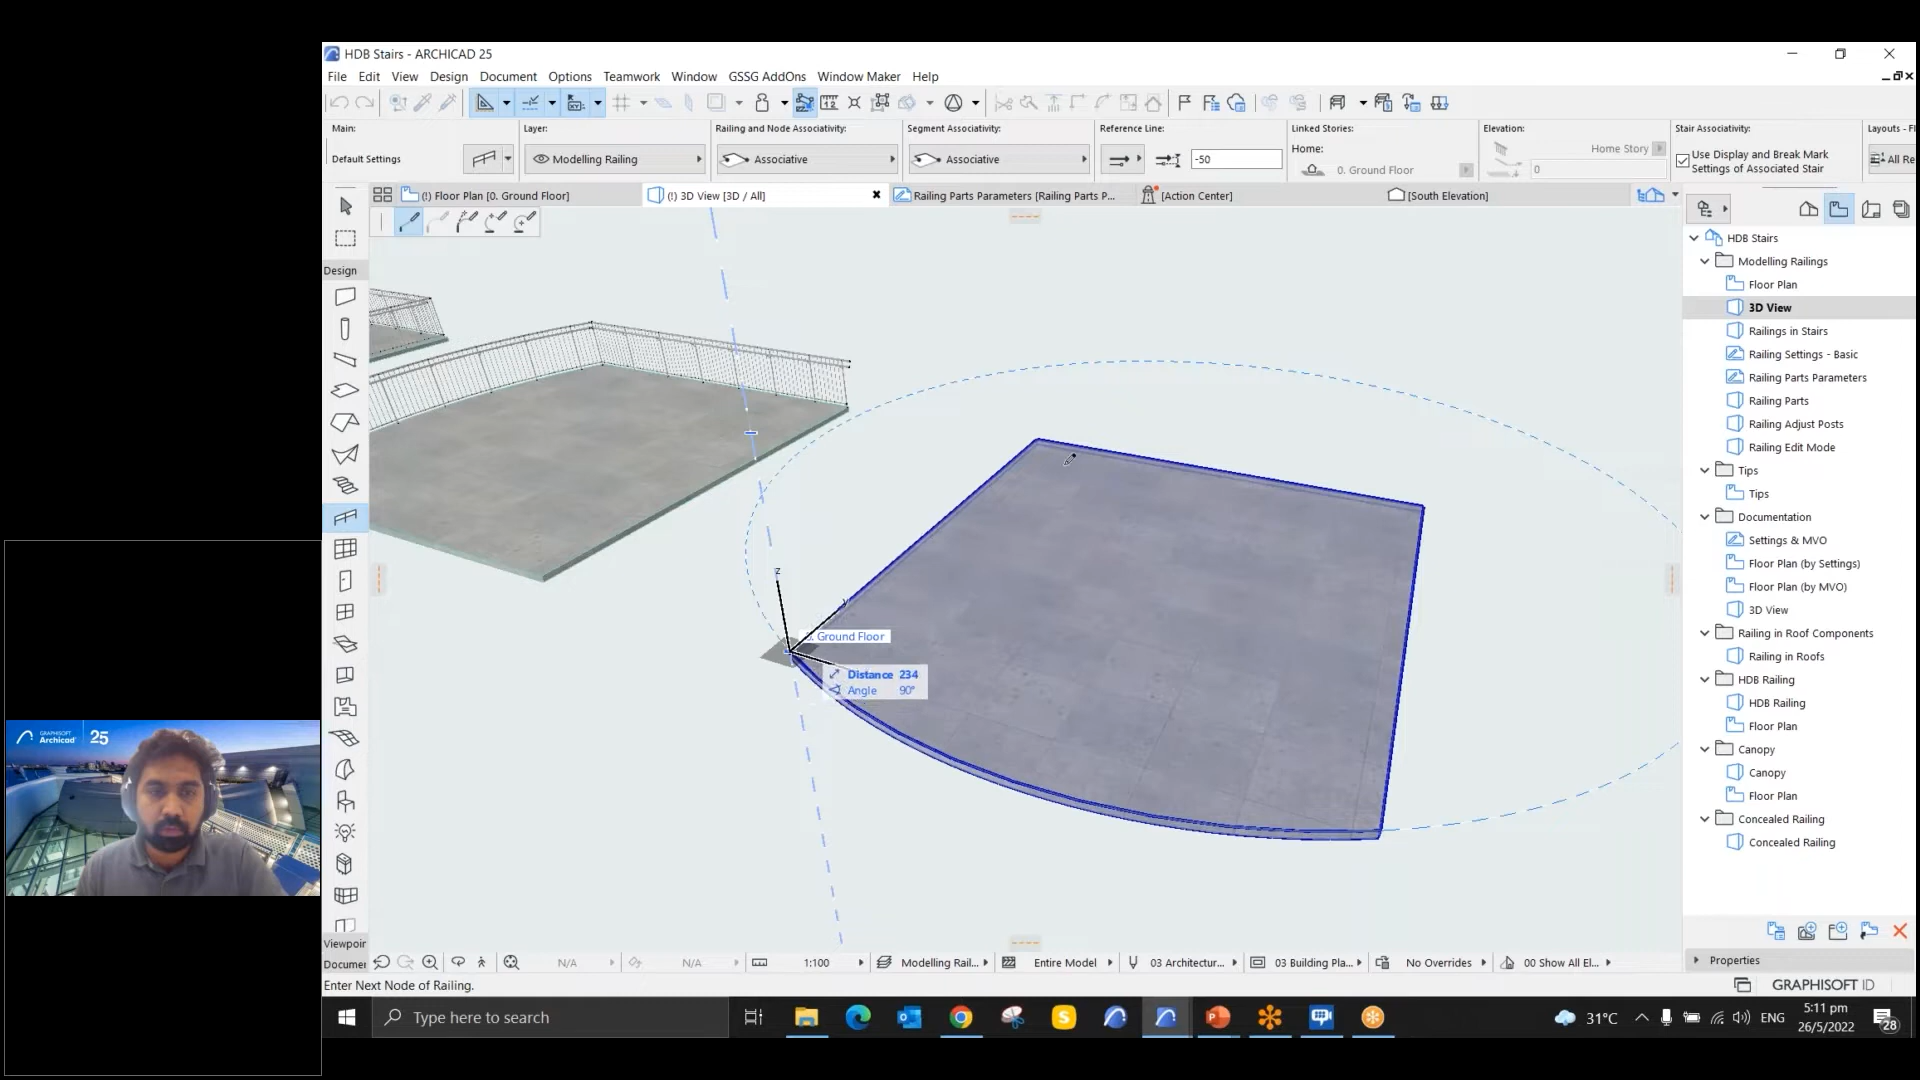 HDB Stairs - ARCHICAD 25
File Edit View Design Document Options Teamwork Window GSSG AddOns Window Maker Help
Main:
Layer:
Railing and Node Associativity:
Segment Associativity:
Reference Line:
Linked Stories:
Elevation:
Stair Associativity:
Layouts - Fl
Default Settings
Modelling Railing
Associative
Associative
-50
Home:
0. Ground Floor
Home Story
0
Use Display and Break Mark
Settings of Associated Stair
All Re
(!) Floor Plan [0. Ground Floor]
(!) 3D View [3D / All]
Railing Parts Parameters [Railing Parts P...
[Action Center]
[South Elevation]
Design
Viewpoir
Documer
z
y
0. Ground Floor
Distance 234
Angle 90°
HDB Stairs
Modelling Railings
Floor Plan
3D View
Railings in Stairs
Railing Settings - Basic
Railing Parts Parameters
Railing Parts
Railing Adjust Posts
Railing Edit Mode
Tips
Tips
Documentation
Settings & MVO
Floor Plan (by Settings)
Floor Plan (by MVO)
3D View
Railing in Roof Components
Railing in Roofs
HDB Railing
HDB Railing
Floor Plan
Canopy
Canopy
Floor Plan
Concealed Railing
Concealed Railing
Properties
GRAPHISOFT
Archicad 25
N/A
N/A
1:100
Modelling Rail...
Entire Model
03 Architectur...
03 Building Pla...
No Overrides
00 Show All El...
Enter Next Node of Railing.
GRAPHISOFT ID
Type here to search
31°C
ENG
5:11 pm
26/5/2022
28